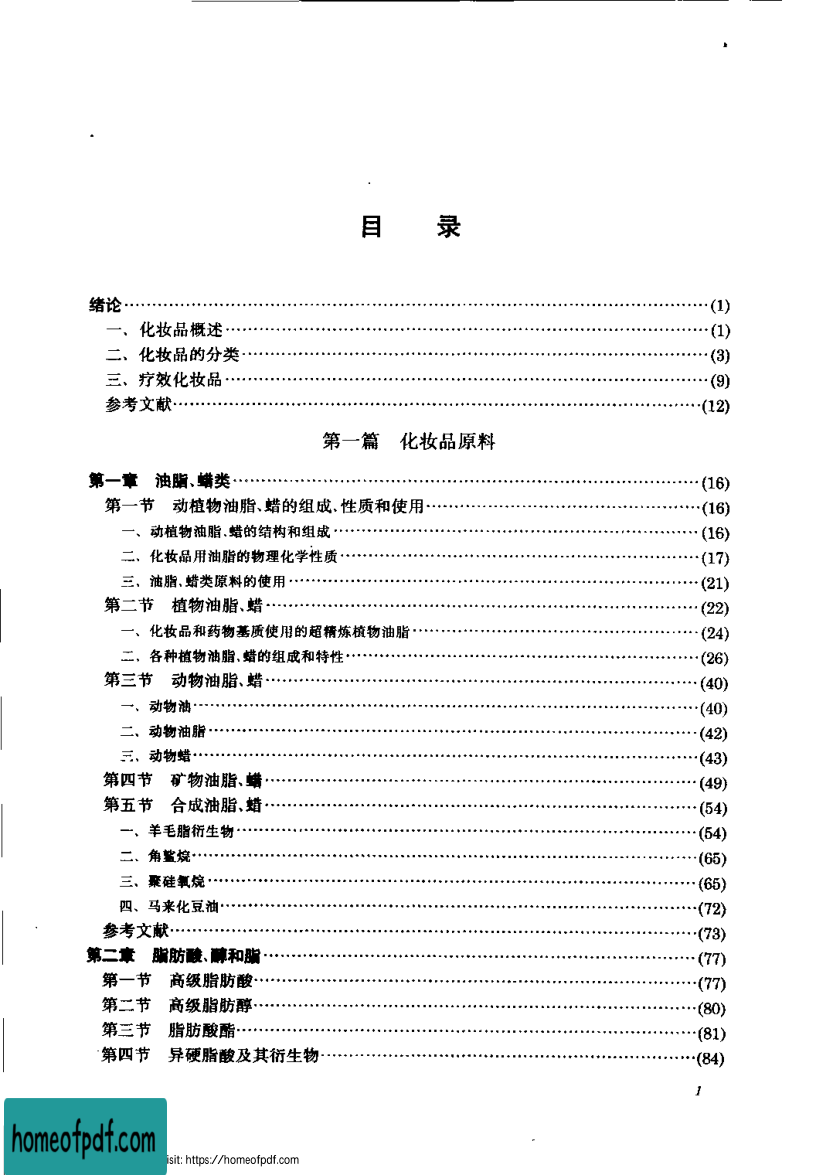 目 录
绪论……(1)
一、化妆品概述……(1)
二、化妆品的分类……(3)
三、疗效化妆品……(9)
参考文献……(12)
第一篇 化妆品原料
第一章 油脂、蜡类……(16)
第一节 动植物油脂、蜡的组成、性质和使用……(16)
一、动植物油脂、蜡的结构和组成……(16)
二、化妆品用油脂的物理化学性质……(17)
三、油脂、蜡类原料的使用……(21)
第二节 植物油脂、蜡……(22)
一、化妆品和药物基质使用的超精炼植物油脂……(24)
二、各种植物油脂、蜡的组成和特性……(26)
第三节 动物油脂、蜡……(40)
一、动物油……(40)
二、动物油脂……(42)
三、动物蜡……(43)
第四节 矿物油脂、蜡……(49)
第五节 合成油脂、蜡……(54)
一、羊毛脂衍生物……(54)
二、角鲨烷……(65)
三、聚硅氧烷……(65)
四、马来化豆油……(72)
参考文献……(73)
第二章 脂肪酸、醇和脂……(77)
第一节 高级脂肪酸……(77)
第二节 高级脂肪醇……(80)
第三节 脂肪酸酯……(81)
第四节 异硬脂酸及其衍生物……(84)
1
homeofpdf.com
isit: https://homeofpdf.com